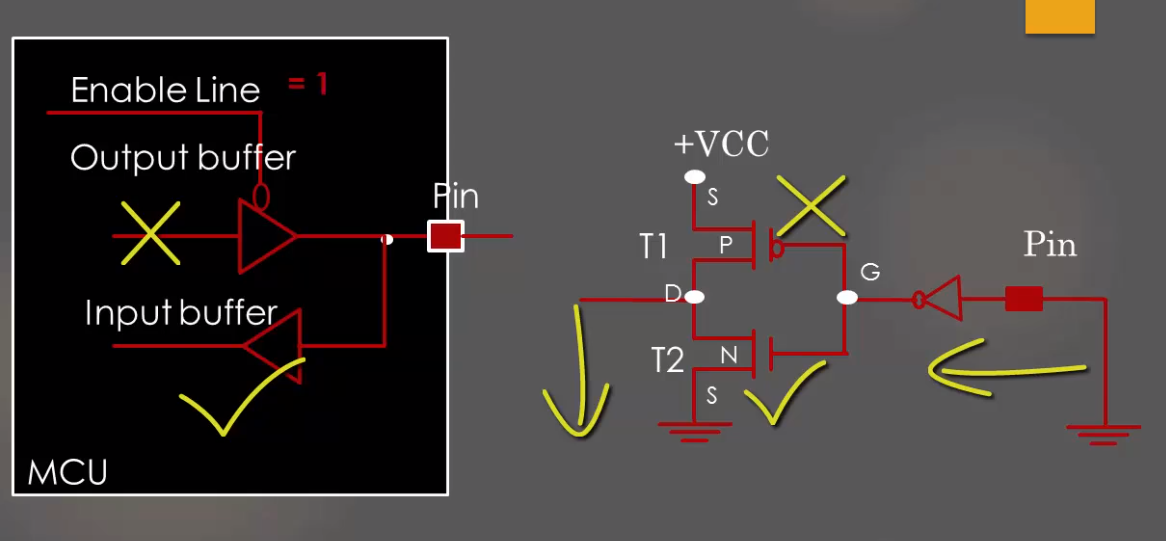 Enable Line = 1
Output buffer
Pin
Input buffer
MCU
+VCC
S
T1
P
D
G
Pin
T2
N
S